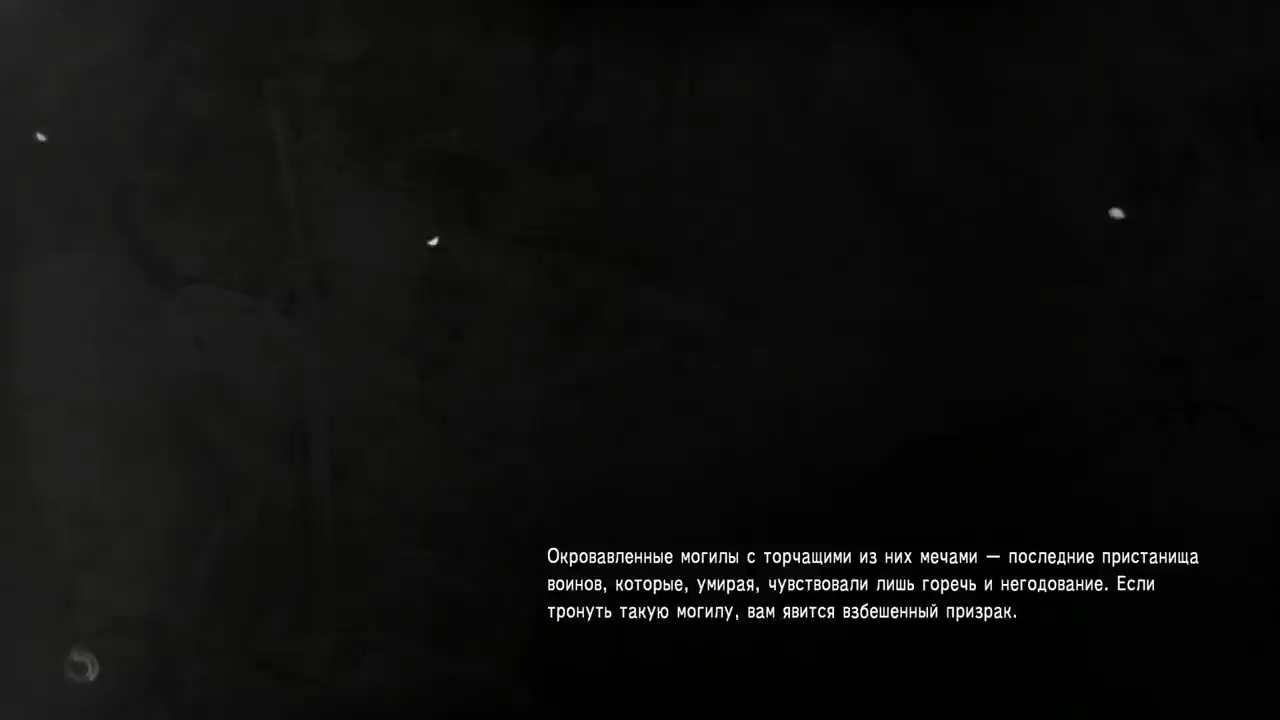 Окровавленные могилы с торчащими из них мечами — последние пристанища
воинов, которые, умирая, чувствовали лишь горечь и негодование. Если
тронуть такую могилу, вам явится взбешенный призрак.